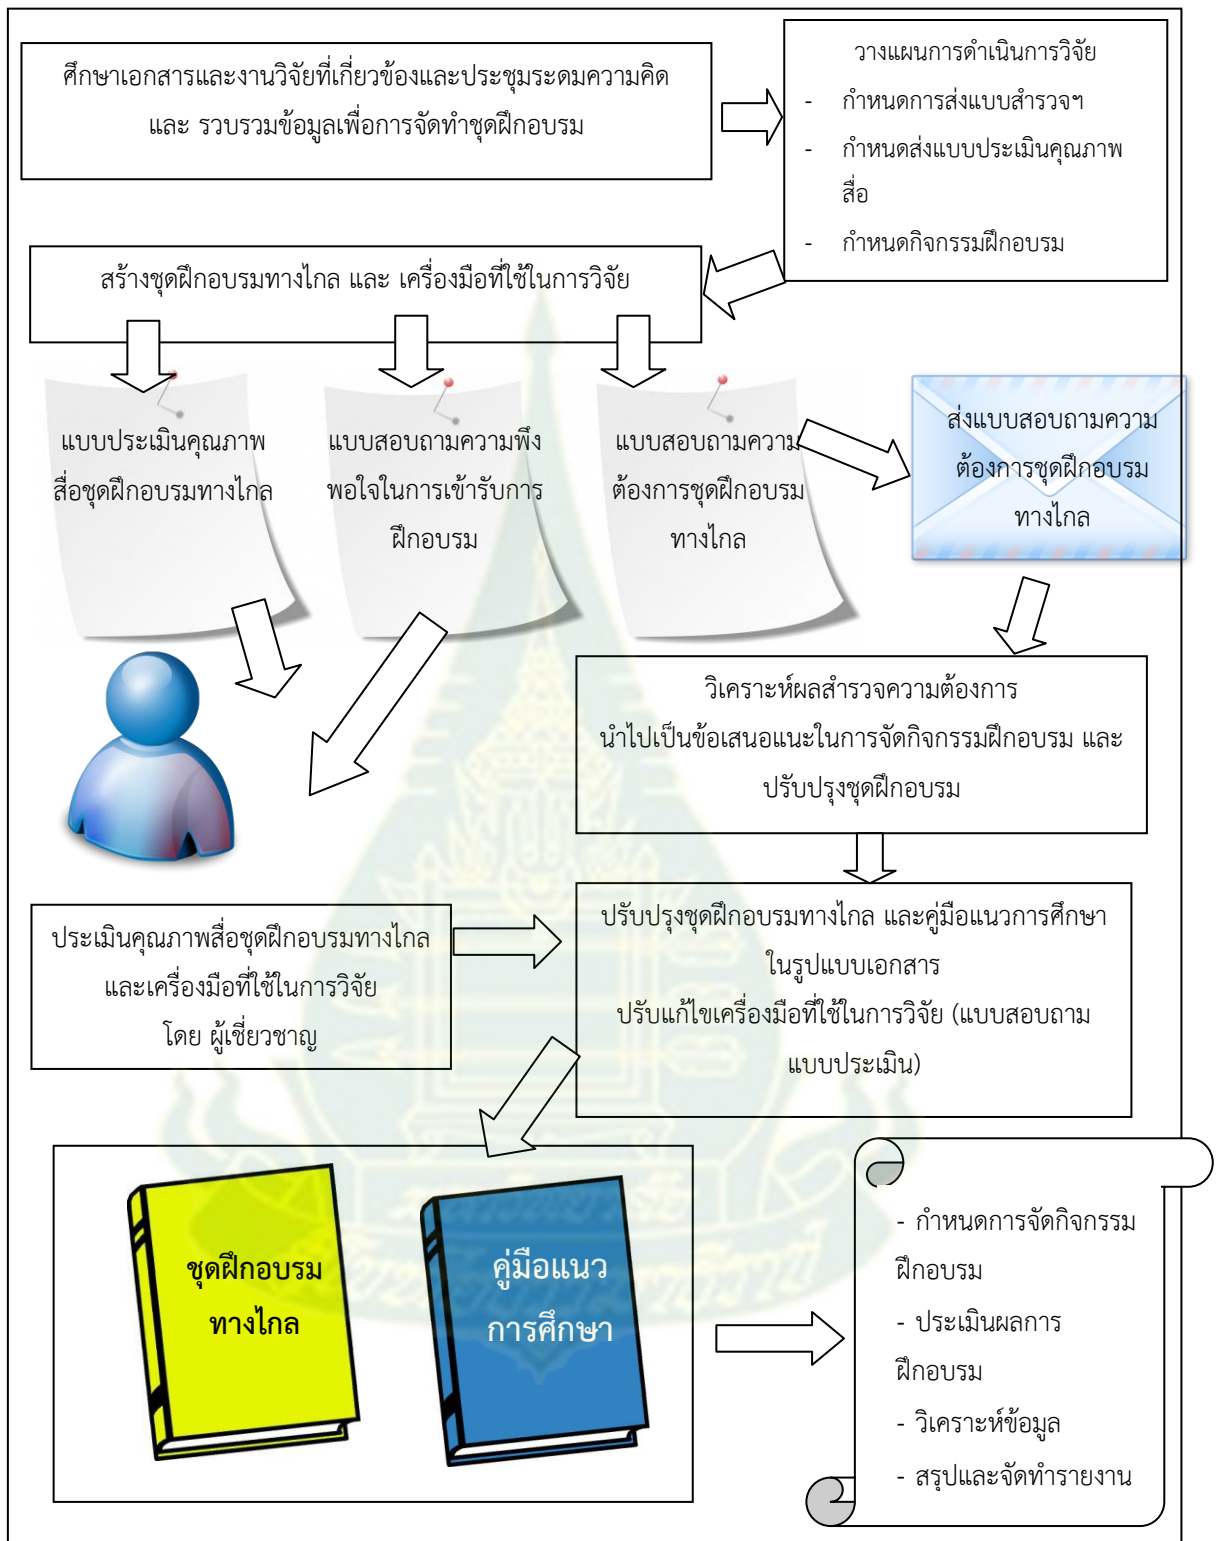 ศึกษาเอกสารและงานวิจัยที่เกี่ยวข้องและประชุมระดมความคิด
และ รวบรวมข้อมูลเพื่อการจัดทำชุดฝึกอบรม
วางแผนการดำเนินการวิจัย
- กำหนดการส่งแบบสำรวจฯ
- กำหนดส่งแบบประเมินคุณภาพ
สื่อ
- กำหนดกิจกรรมฝึกอบรม
สร้างชุดฝึกอบรมทางไกล และ เครื่องมือที่ใช้ในการวิจัย
แบบประเมินคุณภาพ
สื่อชุดฝึกอบรมทางไกล
แบบสอบถามความพึง
พอใจในการเข้ารับการ
ฝึกอบรม
แบบสอบถามความ
ต้องการชุดฝึกอบรม
ทางไกล
ส่งแบบสอบถามความ
ต้องการชุดฝึกอบรม
ทางไกล
วิเคราะห์ผลสำรวจความต้องการ
นำไปเป็นข้อเสนอแนะในการจัดกิจกรรมฝึกอบรม และ
ปรับปรุงชุดฝึกอบรม
ประเมินคุณภาพสื่อชุดฝึกอบรมทางไกล
และเครื่องมือที่ใช้ในการวิจัย
โดย ผู้เชี่ยวชาญ
ปรับปรุงชุดฝึกอบรมทางไกล และคู่มือแนวการศึกษา
ในรูปแบบเอกสาร
ปรับแก้ไขเครื่องมือที่ใช้ในการวิจัย (แบบสอบถาม
แบบประเมิน)
ชุดฝึกอบรม
ทางไกล
คู่มือแนว
การศึกษา
- กำหนดการจัดกิจกรรม
ฝึกอบรม
- ประเมินผลการ
ฝึกอบรม
- วิเคราะห์ข้อมูล
- สรุปและจัดทำรายงาน